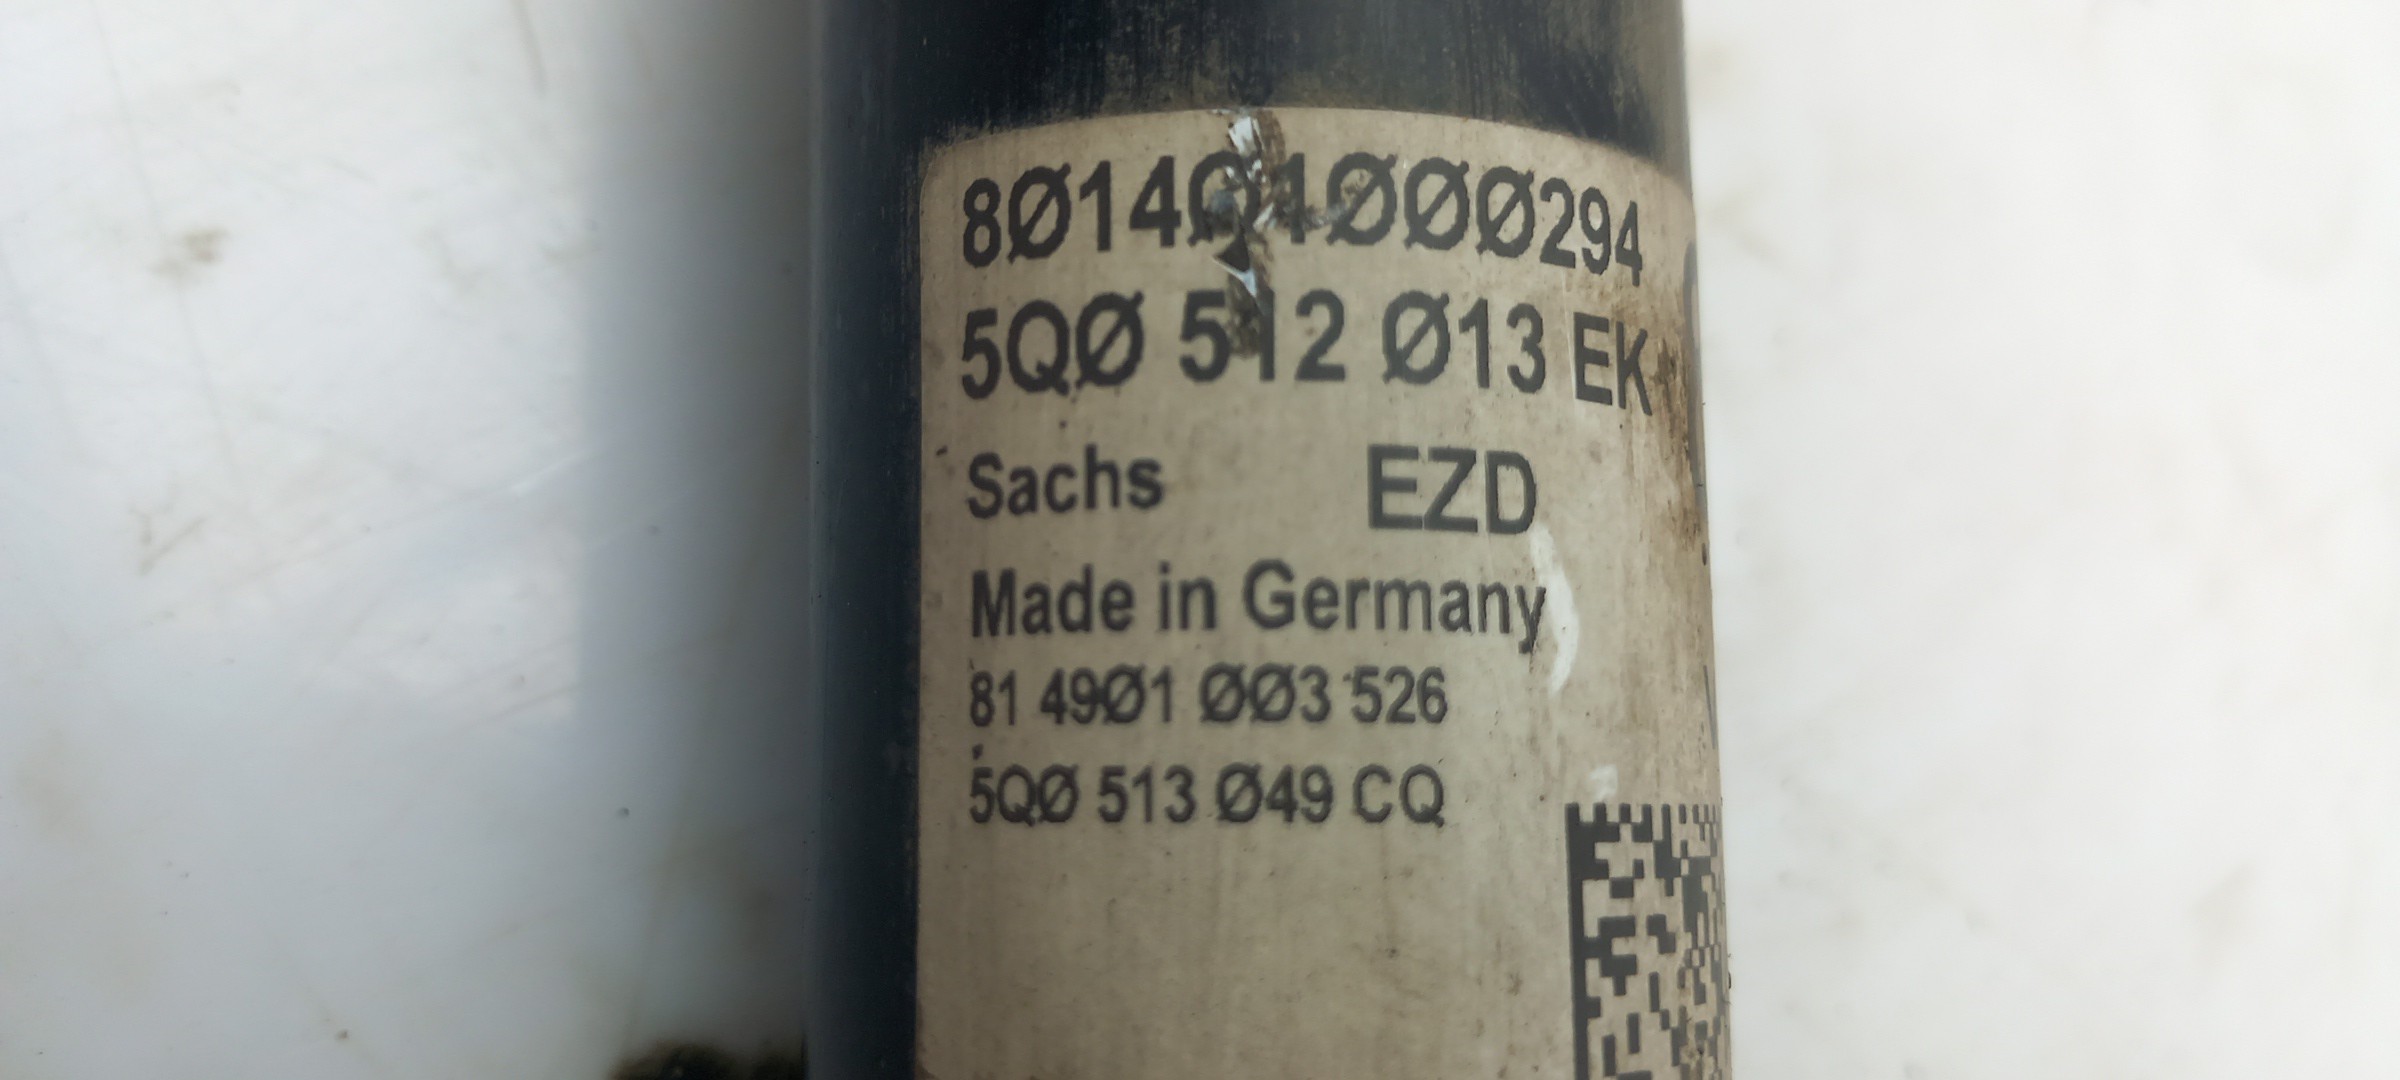 8Ø14Ø1ØØØ294
5QØ 512 Ø13 EK
Sachs EZD
Made in Germany
81 49Ø1 ØØ3 526
5QØ 513 Ø49 CQ